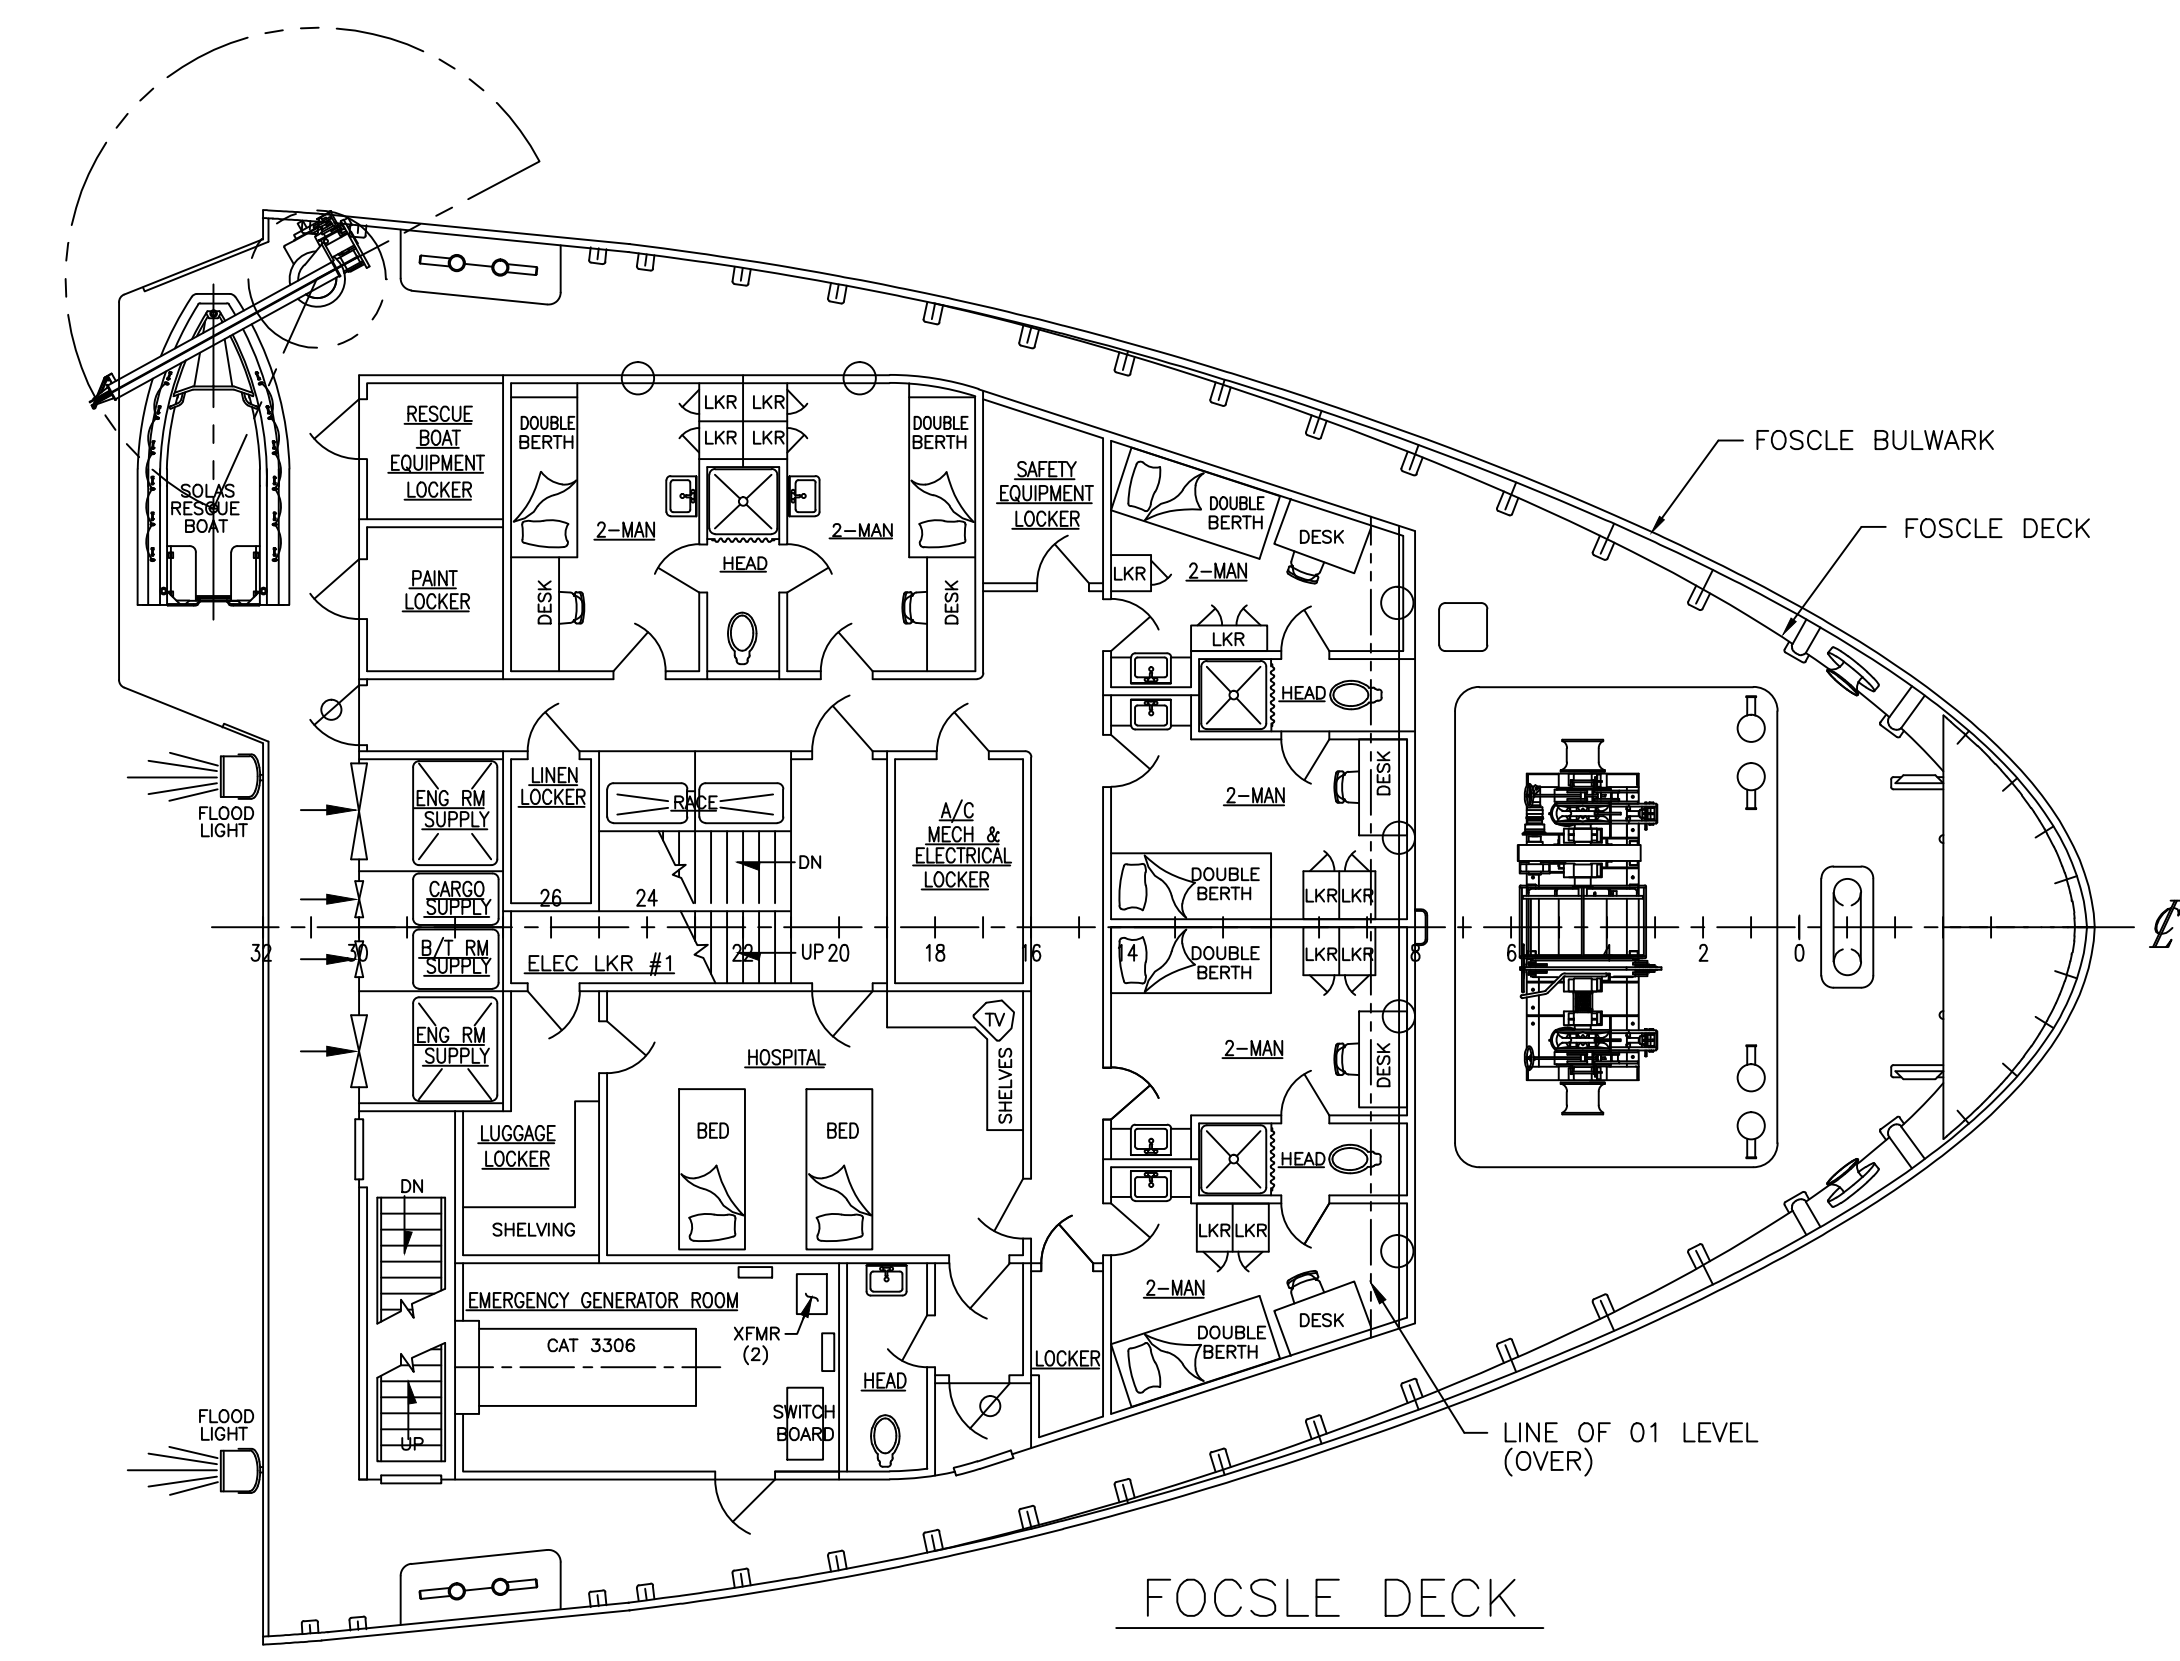 RESCUE
BOAT
EQUIPMENT
LOCKER
DOUBLE
BERTH
LKR
LKR
LKR
LKR
DOUBLE
BERTH
SAFETY
EQUIPMENT
LOCKER
FOSCLE BULWARK
FOSCLE DECK
SOLAS
RESCUE
BOAT
2-MAN
2-MAN
HEAD
DOUBLE
BERTH
DESK
PAINT
LOCKER
DESK
DESK
LKR
2-MAN
LKR
HEAD
FLOOD
LIGHT
ENG RM
SUPPLY
LINEN
LOCKER
RACE
A/C
MECH &
ELECTRICAL
LOCKER
2-MAN
DESK
DN
CARGO
SUPPLY
DOUBLE
BERTH
LKR
LKR
26
24
32
30
22
20
18
16
14
8
6
4
2
0
℄
B/T RM
SUPPLY
ELEC LKR #1
UP
DOUBLE
BERTH
LKR
LKR
TV
ENG RM
SUPPLY
HOSPITAL
SHELVES
2-MAN
DESK
LUGGAGE
LOCKER
BED
BED
HEAD
DN
SHELVING
LKR
LKR
2-MAN
EMERGENCY GENERATOR ROOM
XFMR
(2)
CAT 3306
DESK
DOUBLE
BERTH
LOCKER
HEAD
SWITCH
BOARD
UP
FLOOD
LIGHT
LINE OF 01 LEVEL
(OVER)
FOCSLE DECK